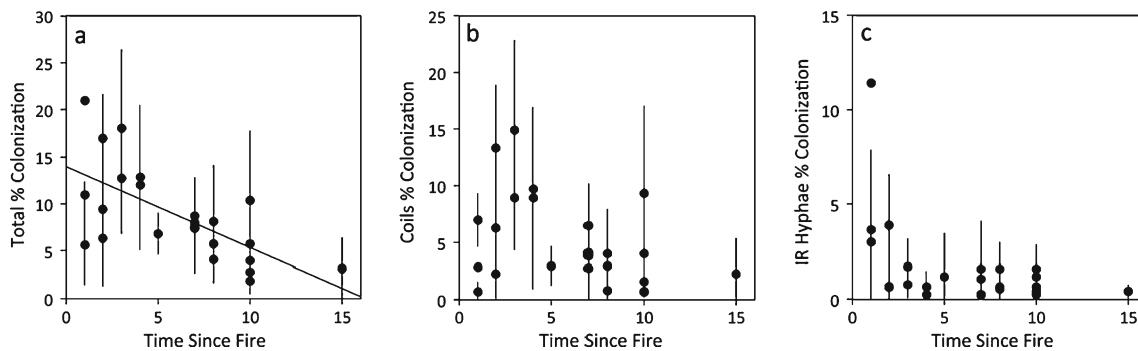 a
30
25
20
15
10
5
0
Total % Colonization
0 5 10 15
Time Since Fire
b
25
20
15
10
5
0
Coils % Colonization
0 5 10 15
Time Since Fire
c
15
10
5
0
IR Hyphae % Colonization
0 5 10 15
Time Since Fire